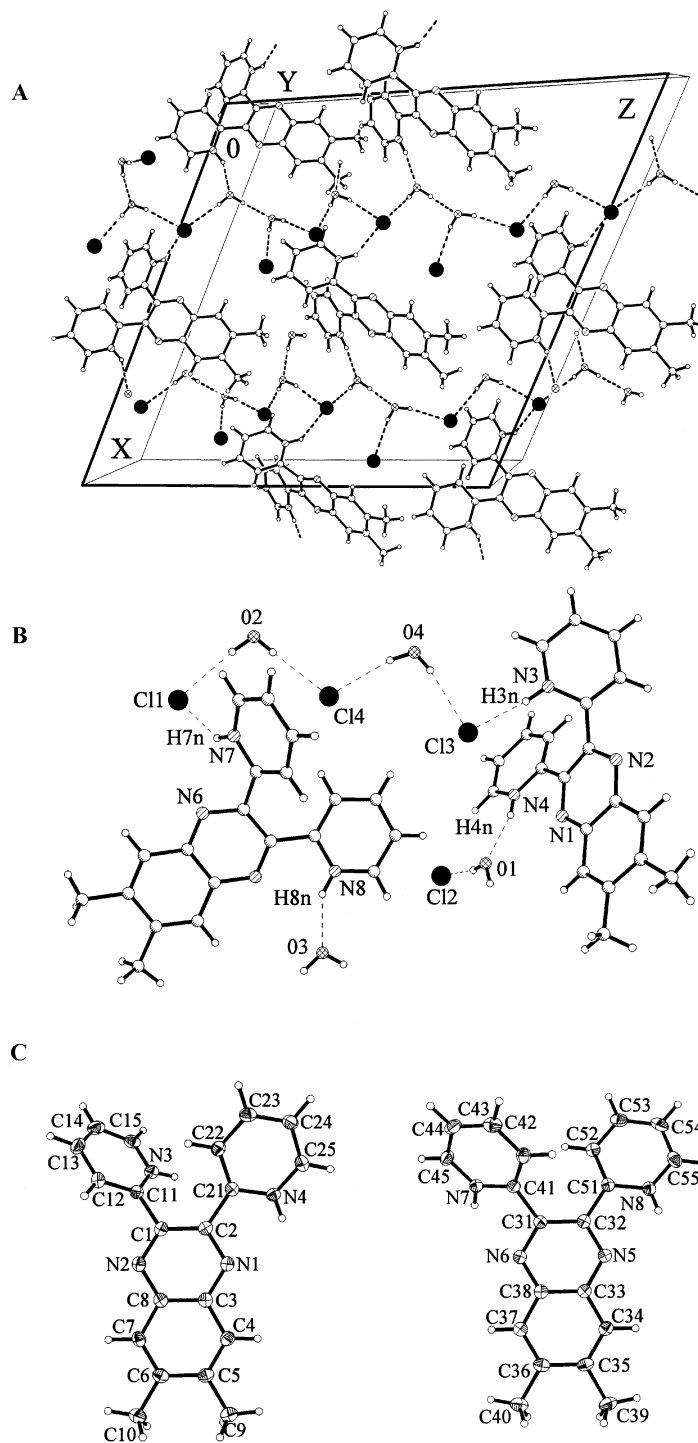 A
Y
Z
0
X
B
02
04
N3
H3n
Cl1
Cl4
H7n
N7
Cl3
N2
N6
H4n
N4
N1
N8
Cl2
01
H8n
03
C
C23
C14
C15
C24
C22
N3
C25
C13
C12
C11
C21
N4
C1
C2
N2
N1
C8
C3
C7
C4
C6
C5
C10
C9
C43
C53
C44
C42
C54
C52
C45
C55
N7
C41
C51
N8
C31
C32
N6
N5
C38
C33
C37
C34
C36
C35
C40
C39